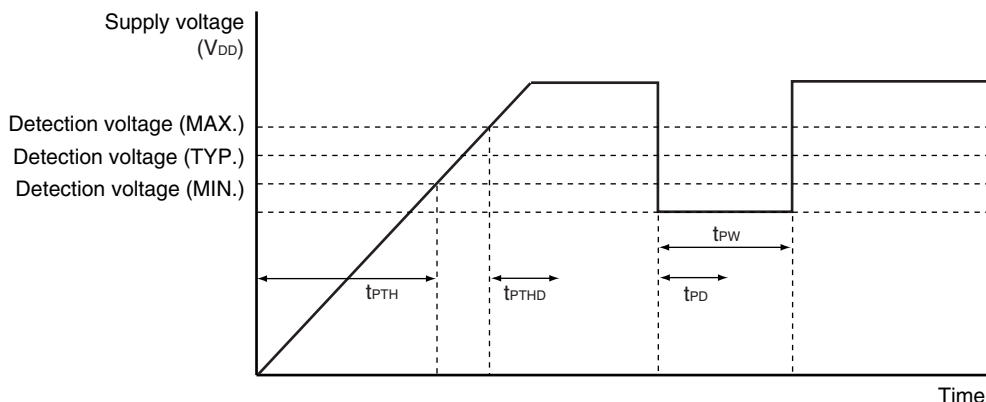 Supply voltage
(VDD)
Detection voltage (MAX.)
Detection voltage (TYP.)
Detection voltage (MIN.)
tPW
tPTH
tPTHD
tPD
Time